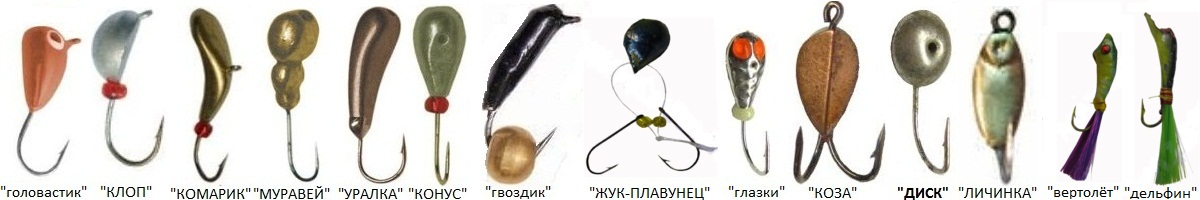 "головастик" "КЛОП" "КОМАРИК" "МУРАВЕЙ" "УРАЛКА" "КОНУС" "гвоздик" "ЖУК-ПЛАВУНЕЦ" "глазки" "КОЗА" "ДИСК" "ЛИЧИНКА" "вертолёт" "дельфин"